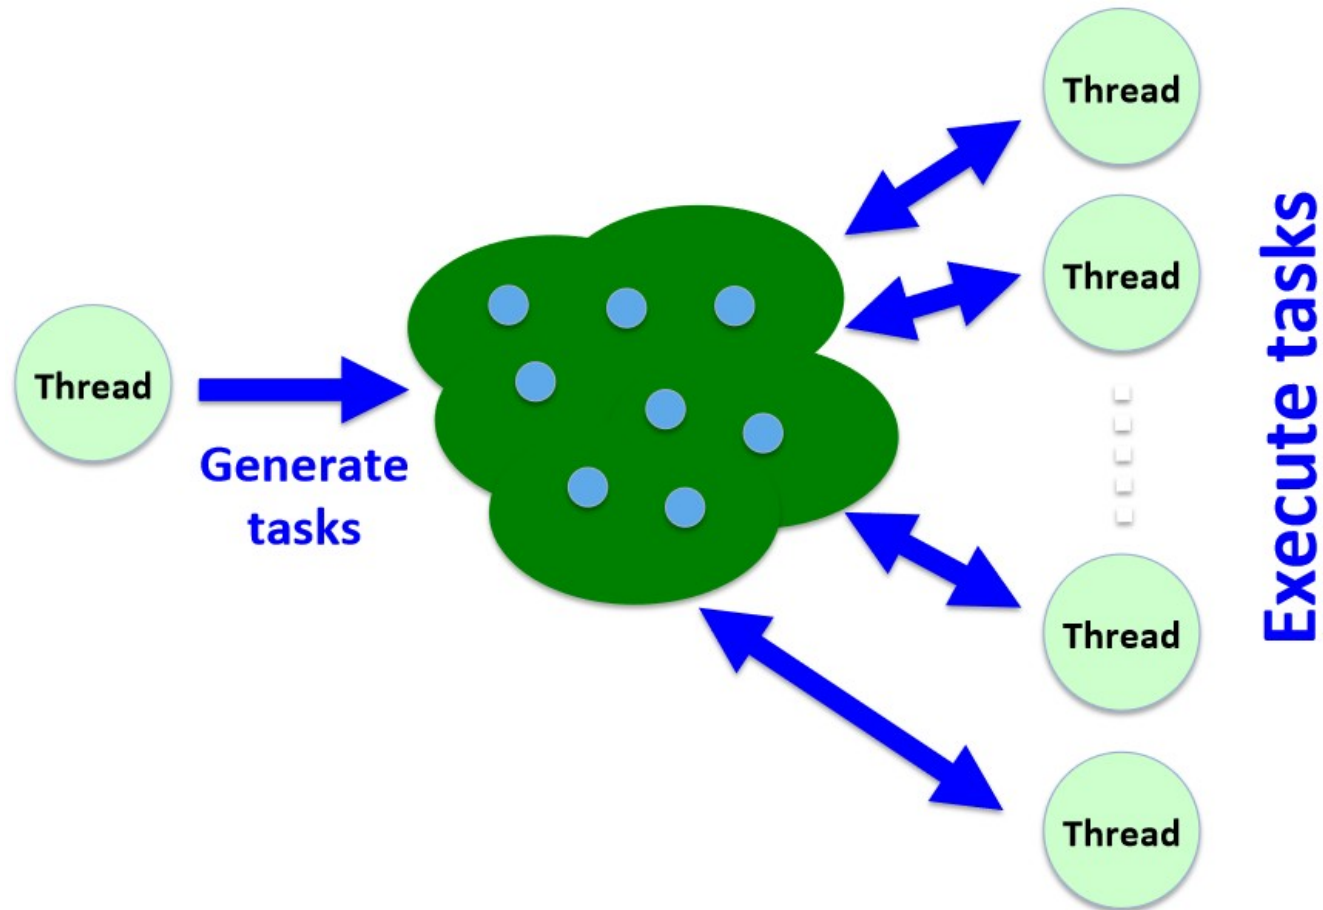 Thread
Generate
tasks
Thread
Thread
Thread
Thread
Execute tasks